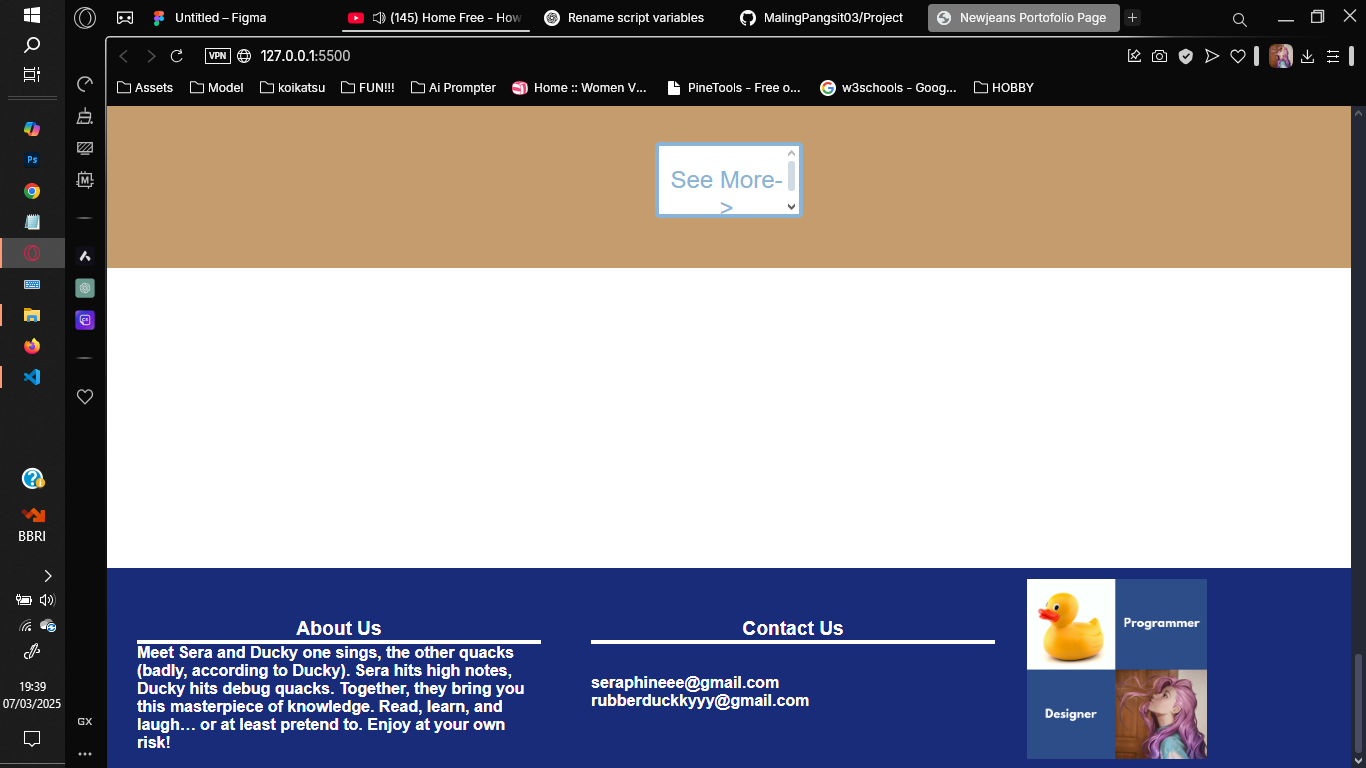 Untitled – Figma
(145) Home Free - How
Rename script variables
MalingPangsit03/Project
Newjeans Portofolio Page
VPN
127.0.0.1:5500
Assets
Model
koikatsu
FUN!!!
Ai Prompter
Home :: Women V...
PineTools - Free o...
w3schools - Goog...
HOBBY
Ps
M
See More-
>
BBRI
19:39
07/03/2025
GX
About Us
Meet Sera and Ducky one sings, the other quacks
(badly, according to Ducky). Sera hits high notes,
Ducky hits debug quacks. Together, they bring you
this masterpiece of knowledge. Read, learn, and
laugh... or at least pretend to. Enjoy at your own
risk!
Contact Us
seraphineee@gmail.com
rubberduckkyyy@gmail.com
Programmer
Designer